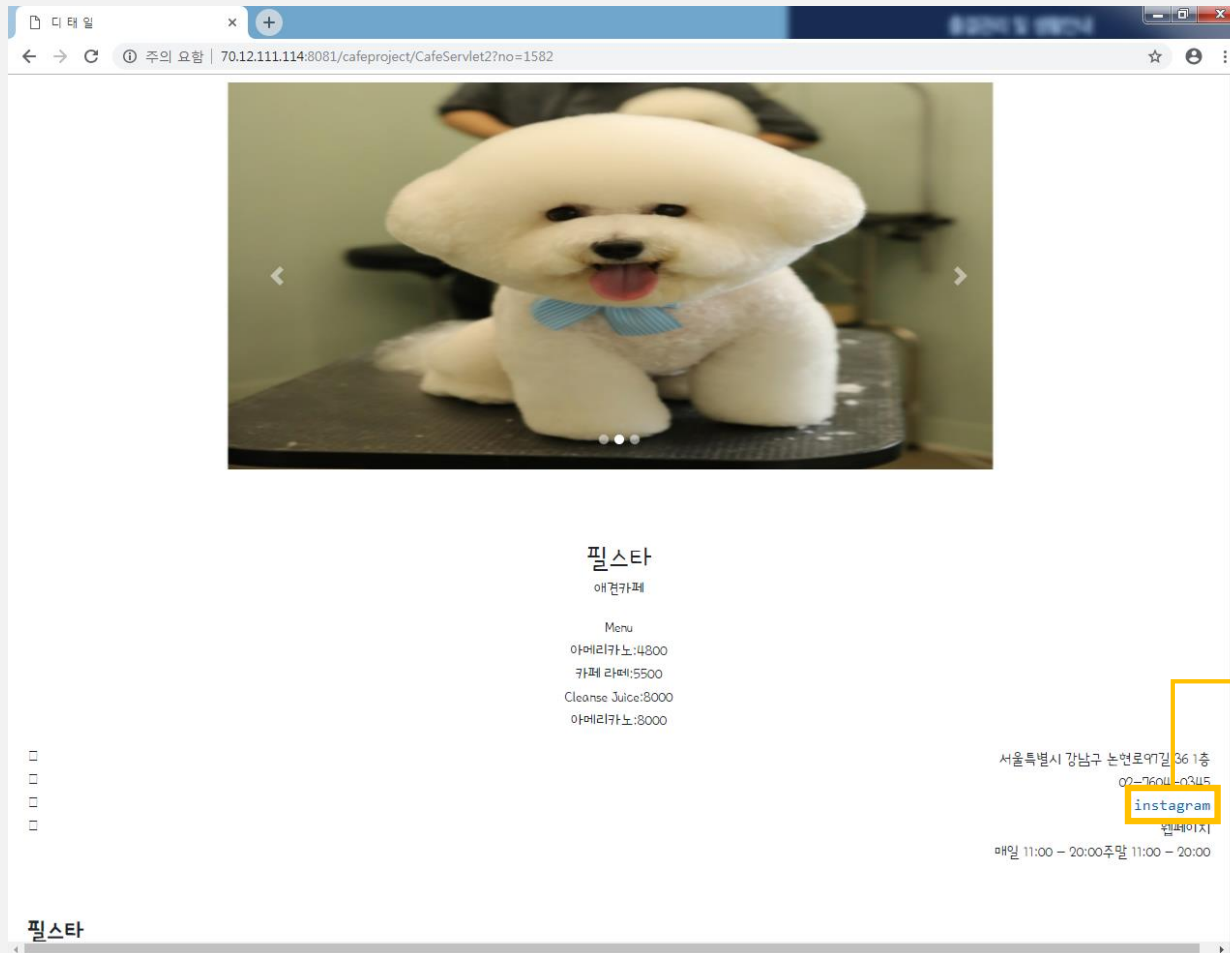 디 태 일
주의 요함 70.12.111.114:8081/cafeproject/CafeServlet2?no=1582
필스타
애견카페
Menu
아메리카노:4800
카페 라떼:5500
Cleanse Juice:8000
아메리카노:8000
서울특별시 강남구 논현로97길 36 1층
instagram
웹페이지
매일 11:00 – 20:00주말 11:00 – 20:00
필스타